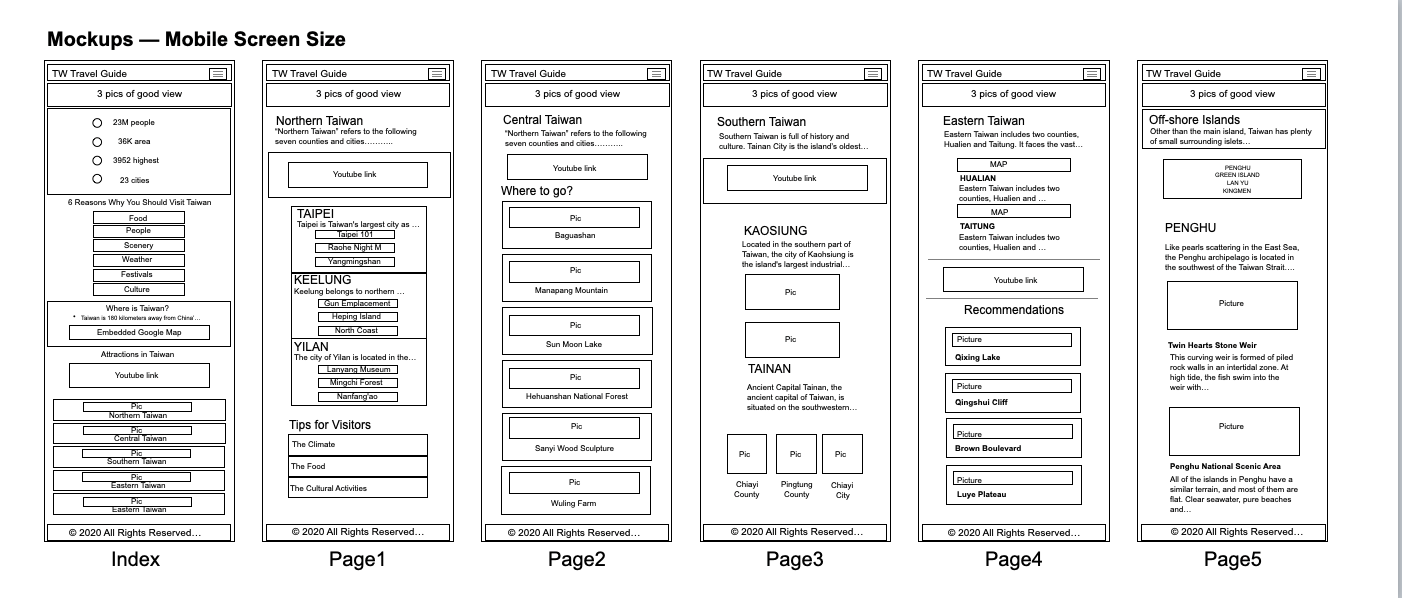 Mockups — Mobile Screen Size
TW Travel Guide
3 pics of good view
23M people
36K area
3952 highest
23 cities
6 Reasons Why You Should Visit Taiwan
Food
People
Scenery
Weather
Festivals
Culture
Where is Taiwan?
• Taiwan is 180 kilometers away from China'...
Embedded Google Map
Attractions in Taiwan
Youtube link
Pic
Northern Taiwan
Pic
Central Taiwan
Pic
Southern Taiwan
Pic
Eastern Taiwan
Pic
Eastern Taiwan
© 2020 All Rights Reserved…
Index
TW Travel Guide
3 pics of good view
Northern Taiwan
"Northern Taiwan" refers to the following
seven counties and cities………..
Youtube link
TAIPEI
Taipei is Taiwan's largest city as …
Taipei 101
Raohe Night M
Yangmingshan
KEELUNG
Keelung belongs to northern …
Gun Emplacement
Heping Island
North Coast
YILAN
The city of Yilan is located in the…
Lanyang Museum
Mingchi Forest
Nanfang'ao
Tips for Visitors
The Climate
The Food
The Cultural Activities
© 2020 All Rights Reserved…
Page1
TW Travel Guide
3 pics of good view
Central Taiwan
"Northern Taiwan" refers to the following
seven counties and cities………..
Youtube link
Where to go?
Pic
Baguashan
Pic
Manapang Mountain
Pic
Sun Moon Lake
Pic
Hehuanshan National Forest
Pic
Sanyi Wood Sculpture
Pic
Wuling Farm
© 2020 All Rights Reserved…
Page2
TW Travel Guide
3 pics of good view
Southern Taiwan
Southern Taiwan is full of history and
culture. Tainan City is the island's oldest…
Youtube link
KAOSIUNG
Located in the southern part of
Taiwan, the city of Kaohsiung is
the island's largest industrial…
Pic
Pic
TAINAN
Ancient Capital Tainan, the
ancient capital of Taiwan, is
situated on the southwestern…
Pic
Pic
Pic
Chiayi
County
Pingtung
County
Chiayi
City
© 2020 All Rights Reserved…
Page3
TW Travel Guide
3 pics of good view
Eastern Taiwan
Eastern Taiwan includes two counties,
Hualien and Taitung. It faces the vast…
MAP
HUALIAN
Eastern Taiwan includes two
counties, Hualien and …
MAP
TAITUNG
Eastern Taiwan includes two
counties, Hualien and …
Youtube link
Recommendations
Picture
Qixing Lake
Picture
Qingshui Cliff
Picture
Brown Boulevard
Picture
Luye Plateau
© 2020 All Rights Reserved…
Page4
TW Travel Guide
3 pics of good view
Off-shore Islands
Other than the main island, Taiwan has plenty
of small surrounding islets…
PENGHU
GREEN ISLAND
LAN YU
KINGMEN
PENGHU
Like pearls scattering in the East Sea,
the Penghu archipelago is located in
the southwest of the Taiwan Strait….
Picture
Twin Hearts Stone Weir
This curving weir is formed of piled
rock walls in an intertidal zone. At
high tide, the fish swim into the
weir with…
Picture
Penghu National Scenic Area
All of the islands in Penghu have a
similar terrain, and most of them are
flat. Clear seawater, pure beaches
and…
© 2020 All Rights Reserved…
Page5